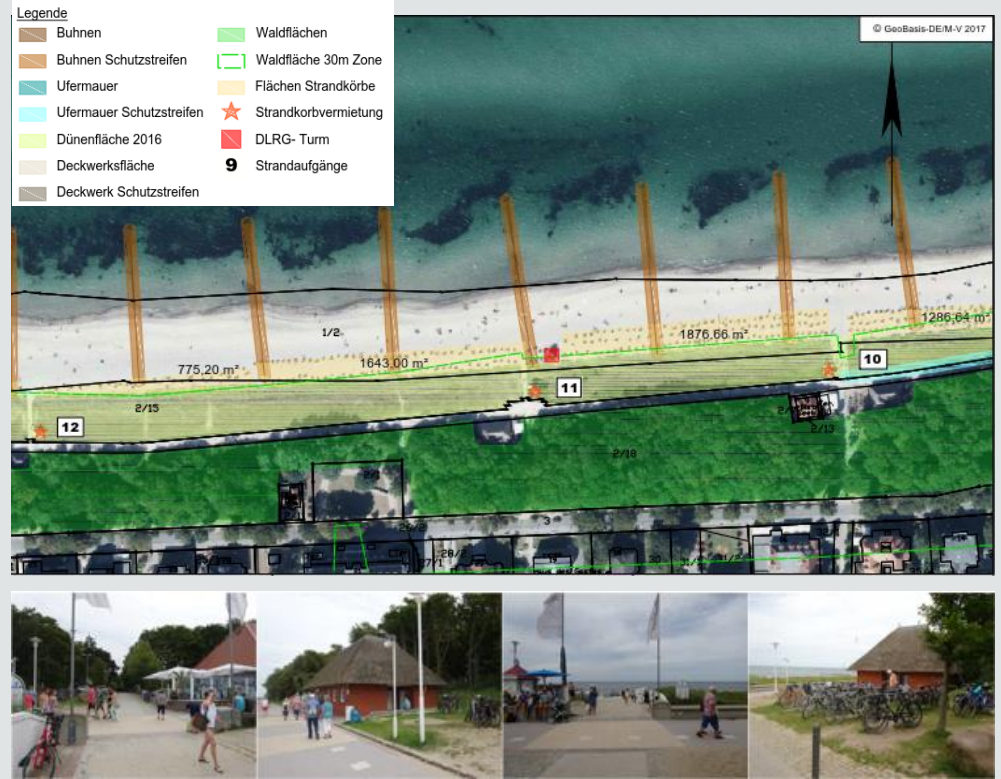 Legende
Buhnen
Buhnen Schutzstreifen
Ufermauer
Ufermauer Schutzstreifen
Dünenfläche 2016
Deckwerksfläche
Deckwerk Schutzstreifen
Waldflächen
Waldfläche 30m Zone
Flächen Strandkörbe
Strandkorbvermietung
DLRG- Turm
9 Strandaufgänge
© GeoBasis-DE/M-V 2017
1286,64 m²
1/2
1876,66 m²
775,20 m²
1643,00 m²
10
11
2/15
12
2/13
2/18
3
28/2